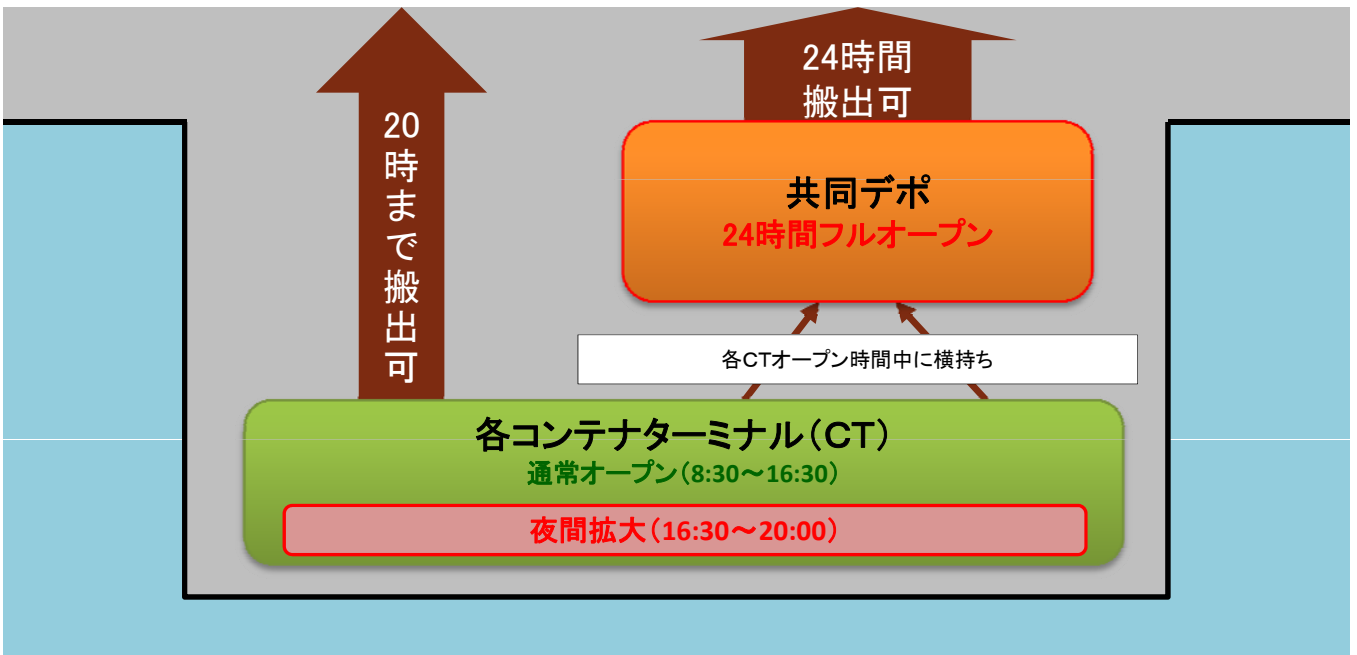 20時まで搬出可
24時間
搬出可
共同デポ
24時間フルオープン
各CTオープン時間中に横持ち
各コンテナターミナル（CT）
通常オープン（8:30～16:30）
夜間拡大（16:30～20:00）